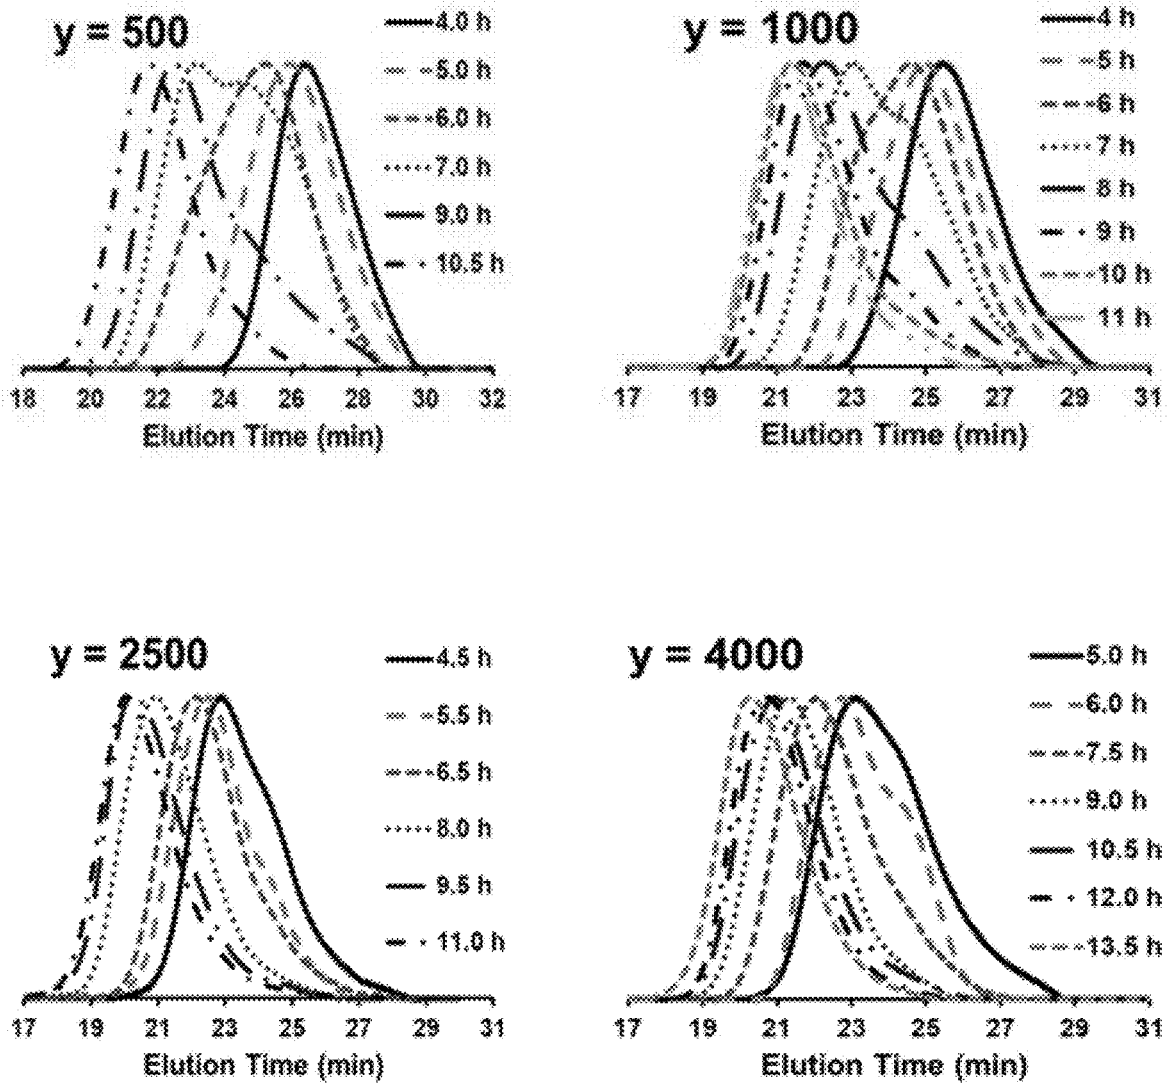 y = 500
4.0 h
5.0 h
6.0 h
7.0 h
9.0 h
10.5 h
18 20 22 24 26 28 30 32
Elution Time (min)
y = 1000
4 h
5 h
6 h
7 h
8 h
9 h
10 h
11 h
17 19 21 23 25 27 29 31
Elution Time (min)
y = 2500
4.5 h
5.5 h
6.5 h
8.0 h
9.5 h
11.0 h
17 19 21 23 25 27 29 31
Elution Time (min)
y = 4000
5.0 h
6.0 h
7.5 h
9.0 h
10.5 h
12.0 h
13.5 h
17 19 21 23 25 27 29 31
Elution Time (min)